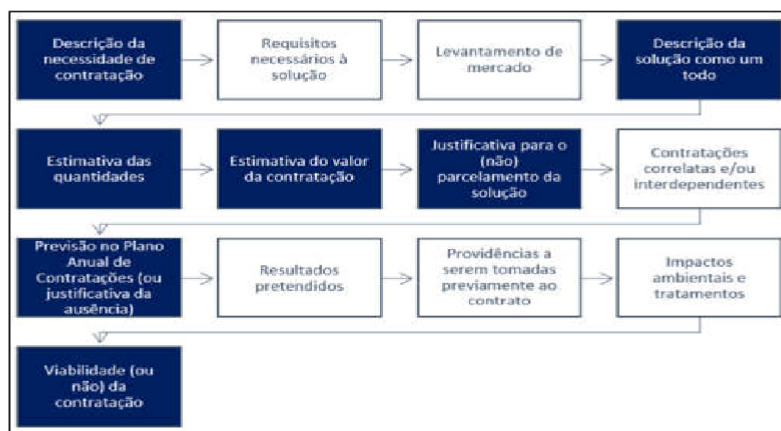 Descrição da
necessidade de
contratação
Requisitos
necessários à
solução
Levantamento de
mercado
Descrição da
solução como um
todo
Estimativa das
quantidades
Estimativa do valor
da contratação
Justificativa para o
(não)
parcelamento da
solução
Contratações
correlatas e/ou
interdependentes
Previsão no Plano
Anual de
Contratações (ou
justificativa da
ausência)
Resultados
pretendidos
Providências a
serem tomadas
previamente ao
contrato
Impactos
ambientais e
tratamentos
Viabilidade (ou
não) da
contratação